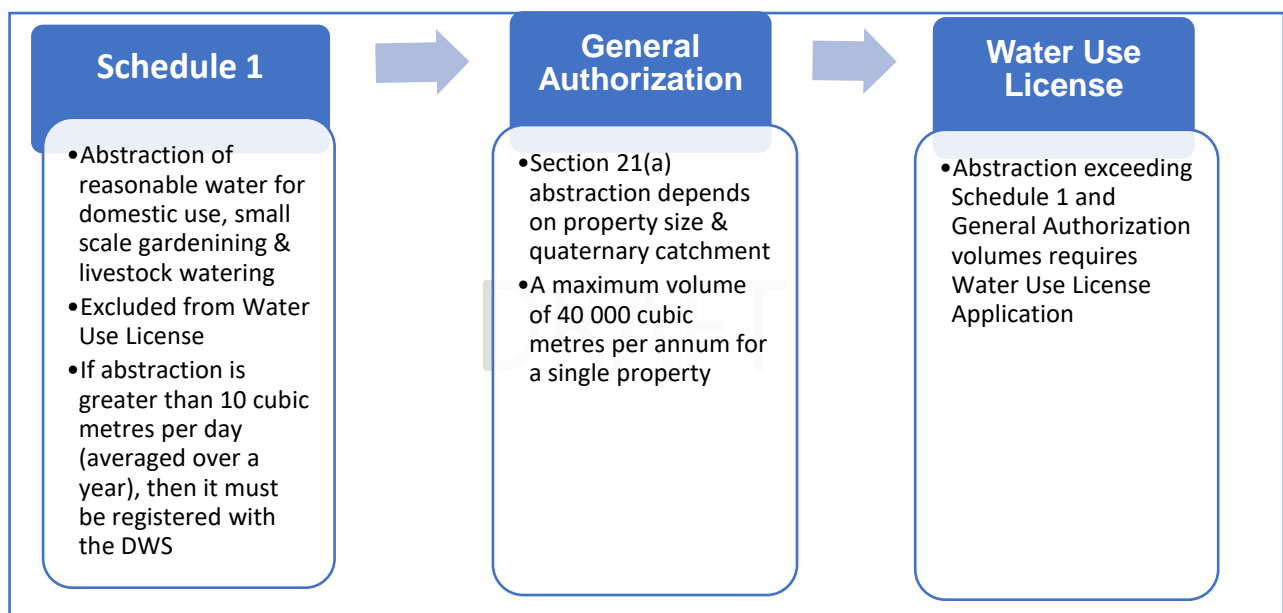 Schedule 1
•Abstraction of
reasonable water for
domestic use, small
scale gardenining &
livestock watering
•Excluded from Water
Use License
•If abstraction is
greater than 10 cubic
metres per day
(averaged over a
year), then it must
be registered with
the DWS
General
Authorization
•Section 21(a)
abstraction depends
on property size &
quaternary catchment
•A maximum volume
of 40 000 cubic
metres per annum for
a single property
Water Use
License
•Abstraction exceeding
Schedule 1 and
General Authorization
volumes requires
Water Use License
Application
DRAFT